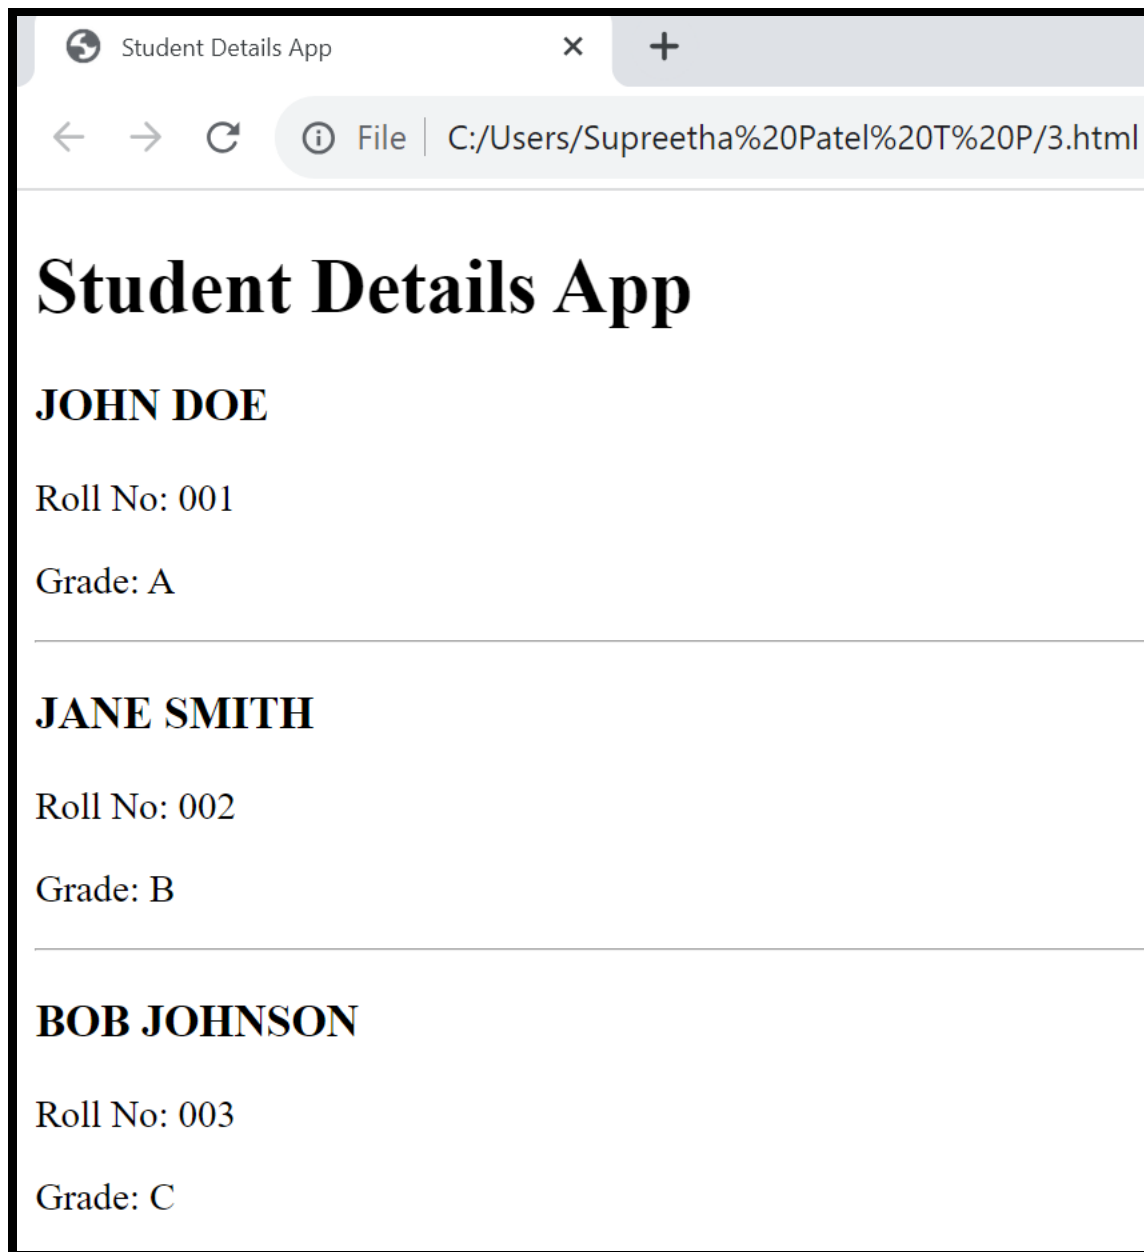 Student Details App
File C:/Users/Supreetha%20Patel%20T%20P/3.html
Student Details App
JOHN DOE
Roll No: 001
Grade: A
JANE SMITH
Roll No: 002
Grade: B
BOB JOHNSON
Roll No: 003
Grade: C